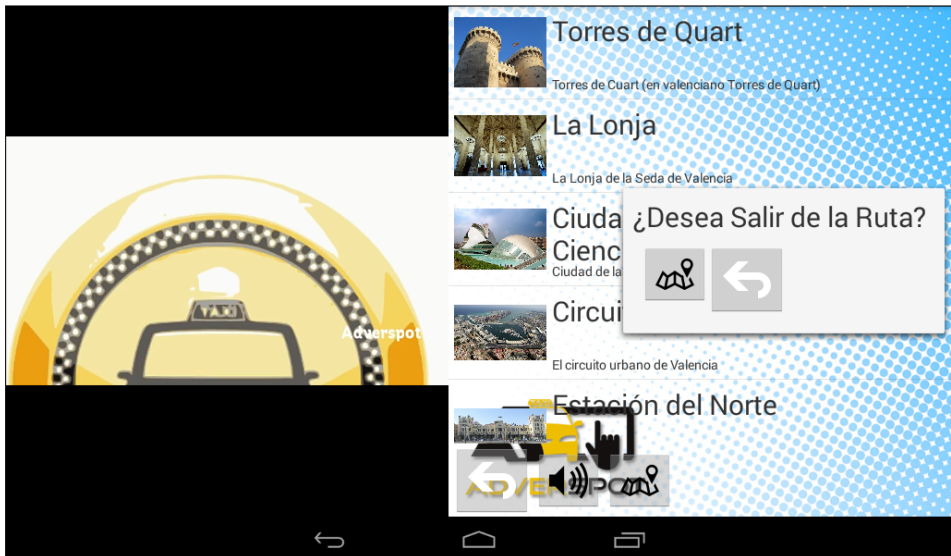 Torres de Quart
Torres de Cuart (en valenciano Torres de Quart)
La Lonja
La Lonja de la Seda de Valencia
Ciuda
Cienc
Ciudad de la
¿Desea Salir de la Ruta?
Circui
El circuito urbano de Valencia
Estación del Norte
TAXI
Adverspot